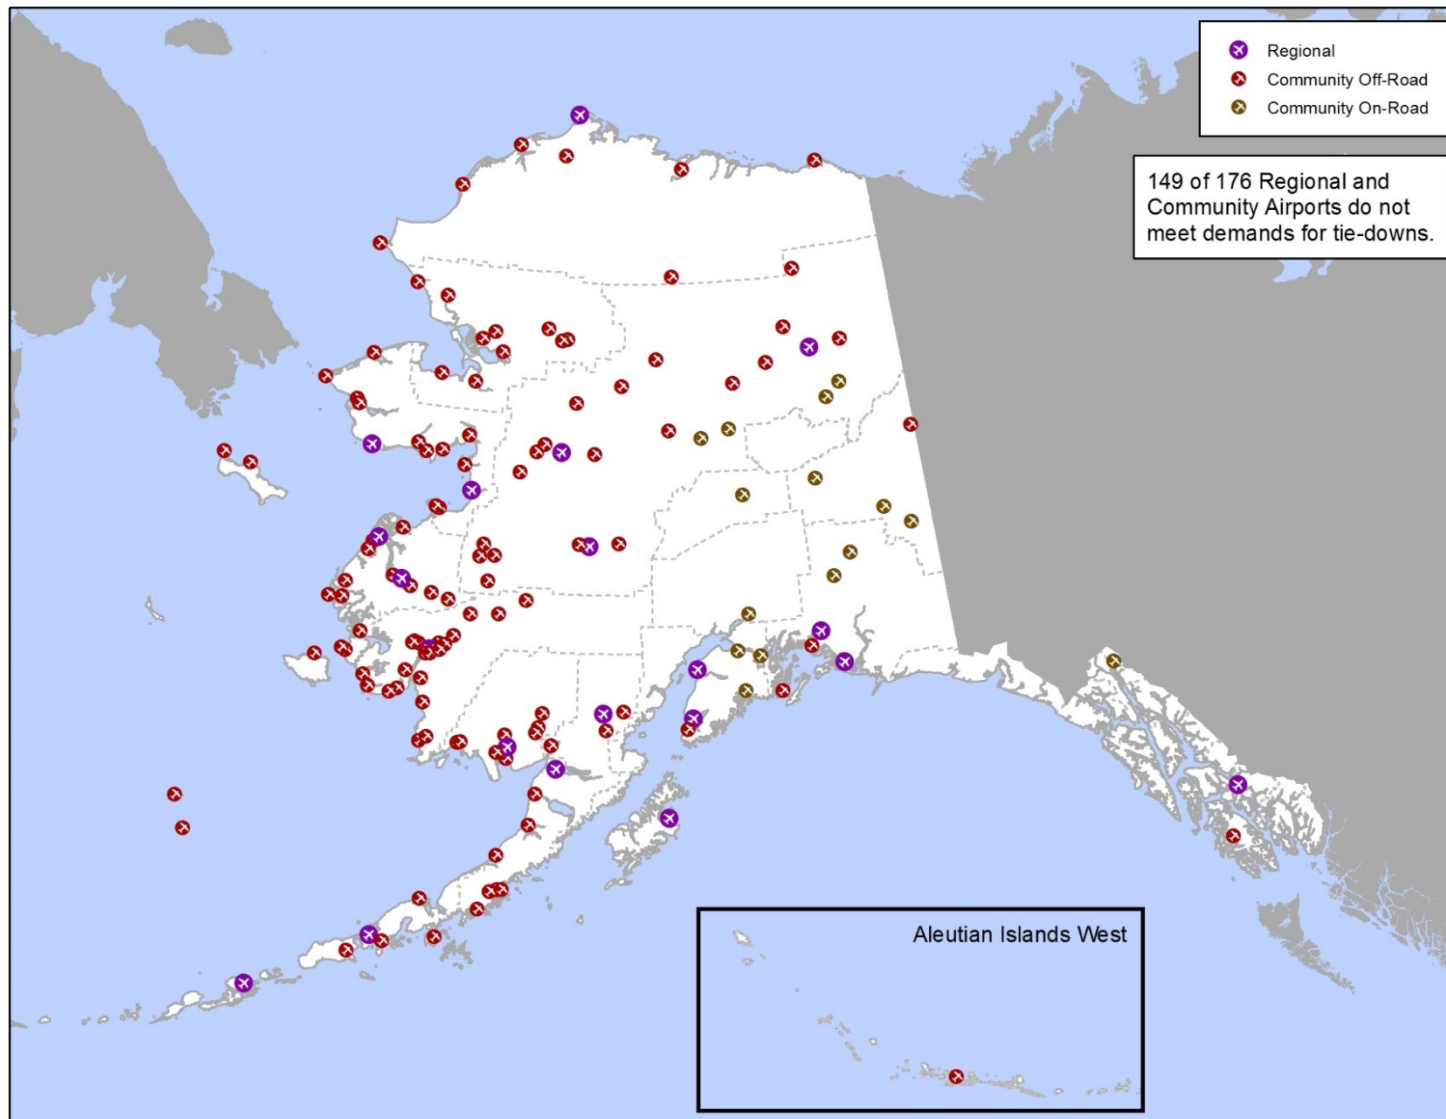 Regional
Community Off-Road
Community On-Road
149 of 176 Regional and
Community Airports do not
meet demands for tie-downs.
Aleutian Islands West